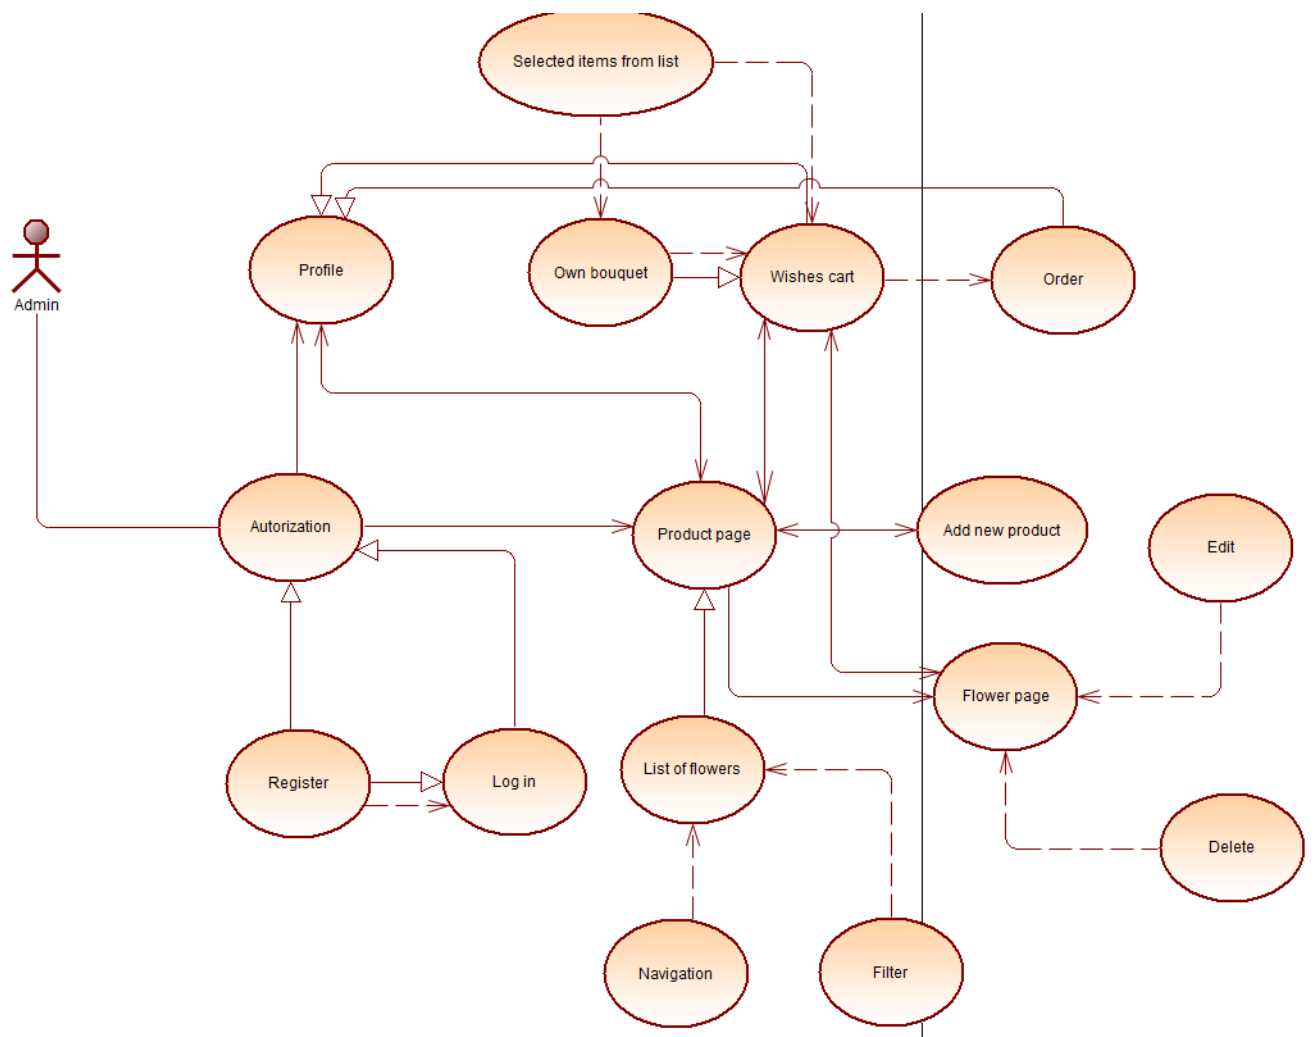 Selected items from list
Profile
Own bouquet
Wishes cart
Order
Admin
Autorization
Product page
Add new product
Edit
Flower page
Register
Log in
List of flowers
Delete
Navigation
Filter